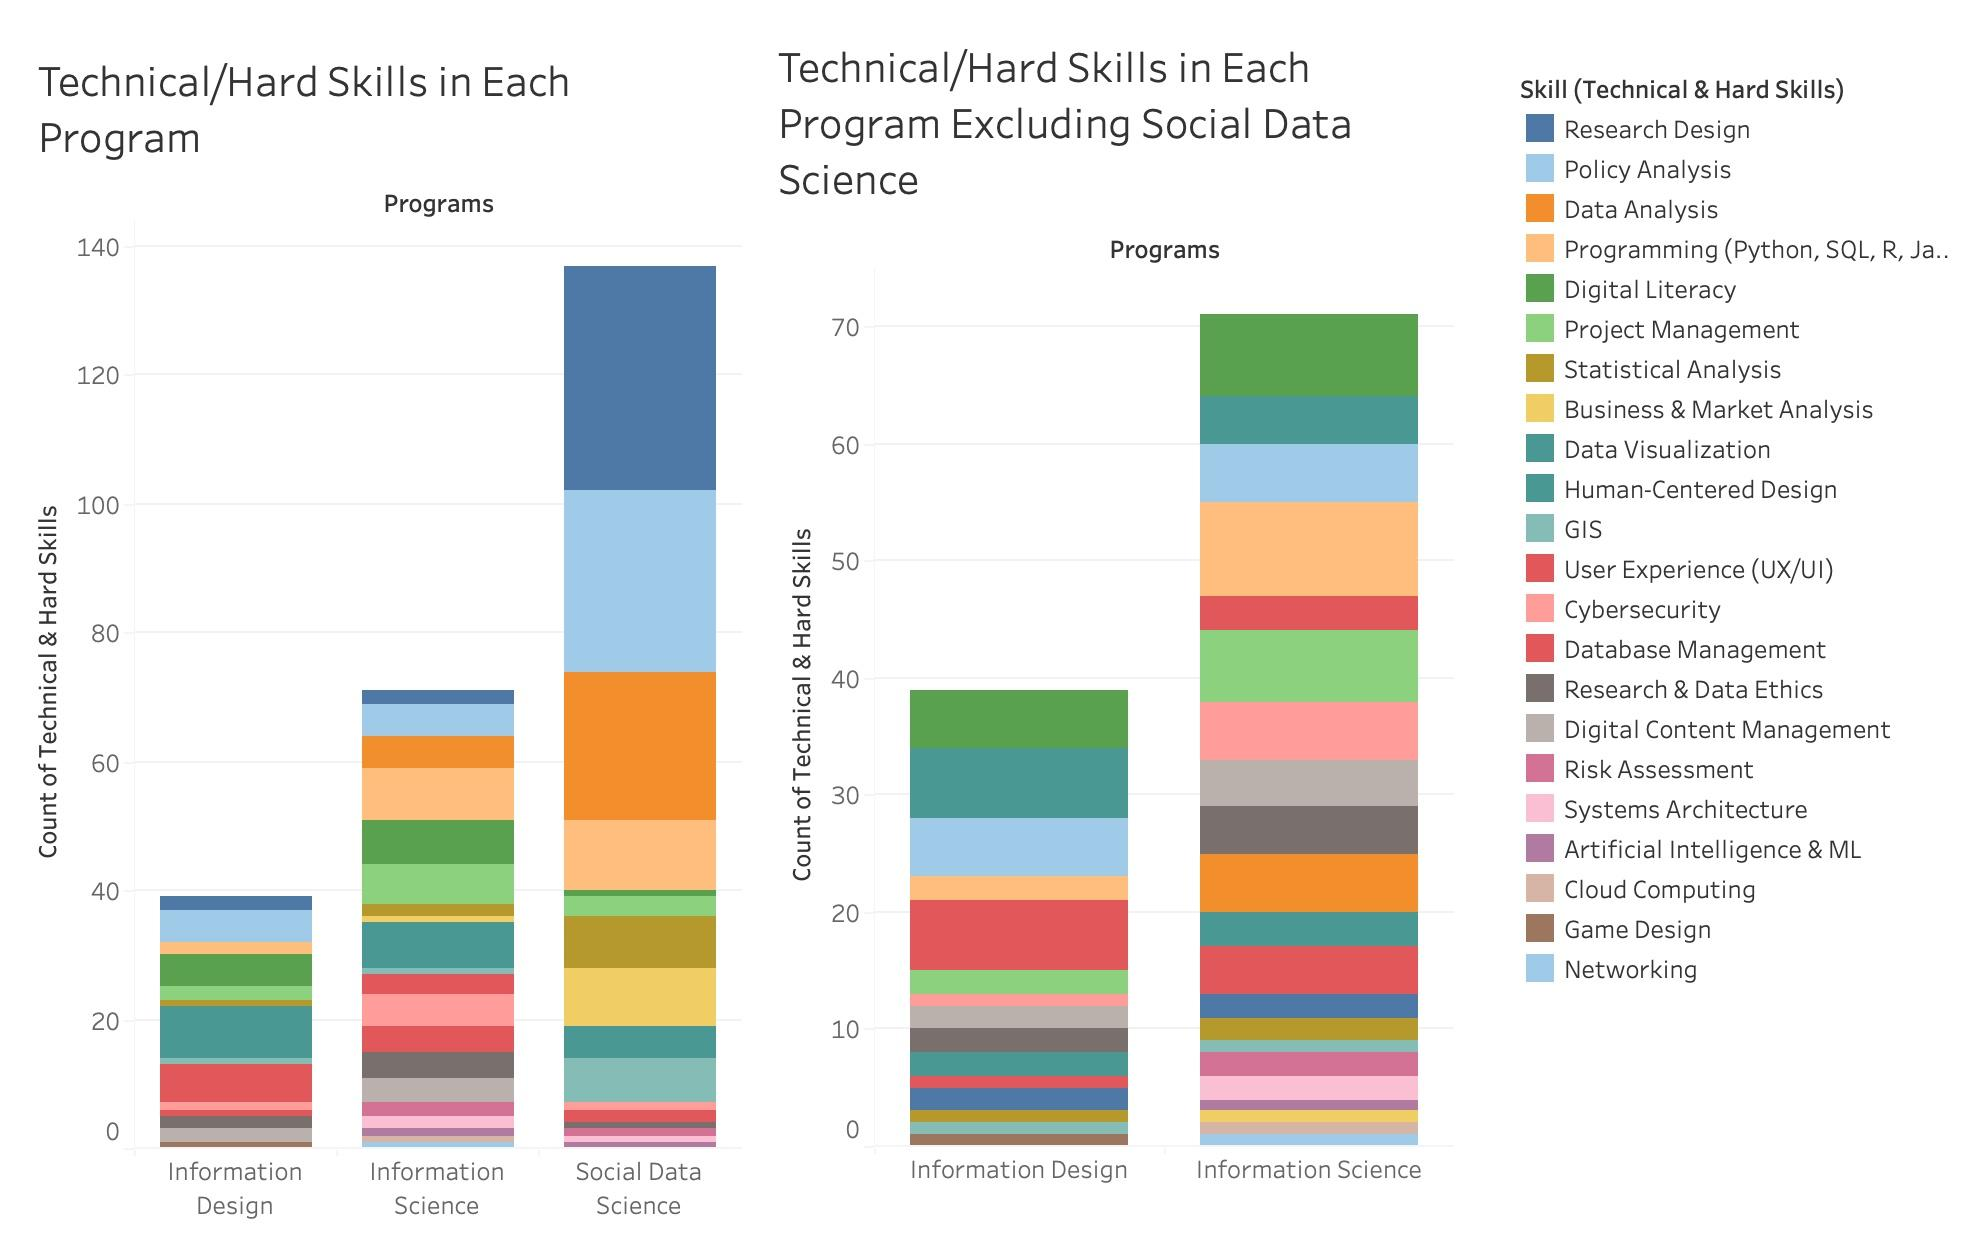 Technical/Hard Skills in Each
Program
Programs
140
120
100
80
60
40
20
0
Count of Technical & Hard Skills
Information
Design
Information
Science
Social Data
Science
Technical/Hard Skills in Each
Program Excluding Social Data
Science
Programs
70
60
50
40
30
20
10
0
Count of Technical & Hard Skills
Information Design
Information Science
Skill (Technical & Hard Skills)
Research Design
Policy Analysis
Data Analysis
Programming (Python, SQL, R, Ja..
Digital Literacy
Project Management
Statistical Analysis
Business & Market Analysis
Data Visualization
Human-Centered Design
GIS
User Experience (UX/UI)
Cybersecurity
Database Management
Research & Data Ethics
Digital Content Management
Risk Assessment
Systems Architecture
Artificial Intelligence & ML
Cloud Computing
Game Design
Networking